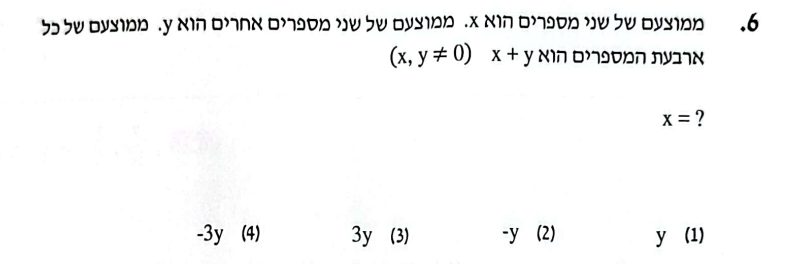 6. ממוצעם של שני מספרים הוא x. ממוצעם של שני מספרים אחרים הוא y. ממוצעם של כל
ארבעת המספרים הוא x + y (x, y ≠ 0)
x = ?
(1) y (2) -y (3) 3y (4) -3y